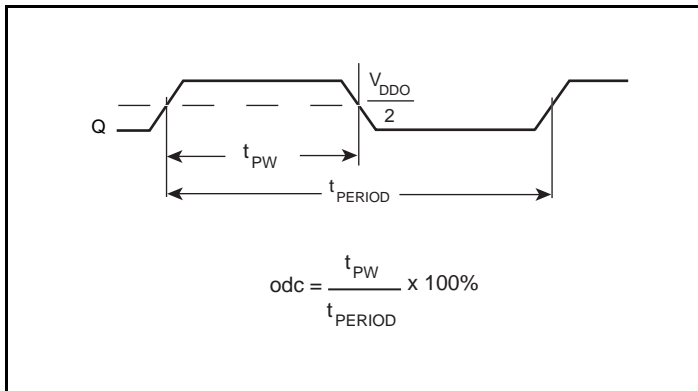 V_DDO
2
Q
t_PW
t_PERIOD
odc = t_PW / t_PERIOD x 100%